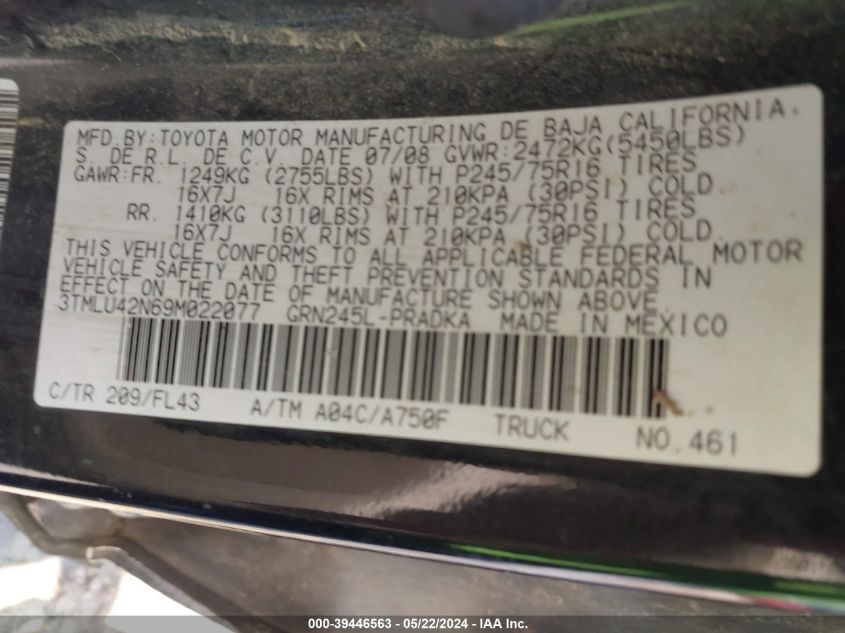 MFD.BY:TOYOTA MOTOR MANUFACTURING DE BAJA CALIFORNIA.
S. DE R.L. DE C.V. DATE 07/08 GVWR:2472KG(5450LBS)
GAWR:FR. 1249KG (2755LBS) WITH P245/75R16 TIRES
16X7J 16X RIMS AT 210KPA (30PSI) COLD
RR. 1410KG (3110LBS) WITH P245/75R16 TIRES
16X7J 16X RIMS AT 210KPA (30PSI) COLD
THIS VEHICLE CONFORMS TO ALL APPLICABLE FEDERAL MOTOR
VEHICLE SAFETY AND THEFT PREVENTION STANDARDS IN
EFFECT ON THE DATE OF MANUFACTURE SHOWN ABOVE.
3TMLU42N69M022077 GRN245L-PRADKA MADE IN MEXICO
C/TR 209/FL43 A/TM A04C/A750F TRUCK NO.461
000-39446563 - 05/22/2024 - IAA Inc.